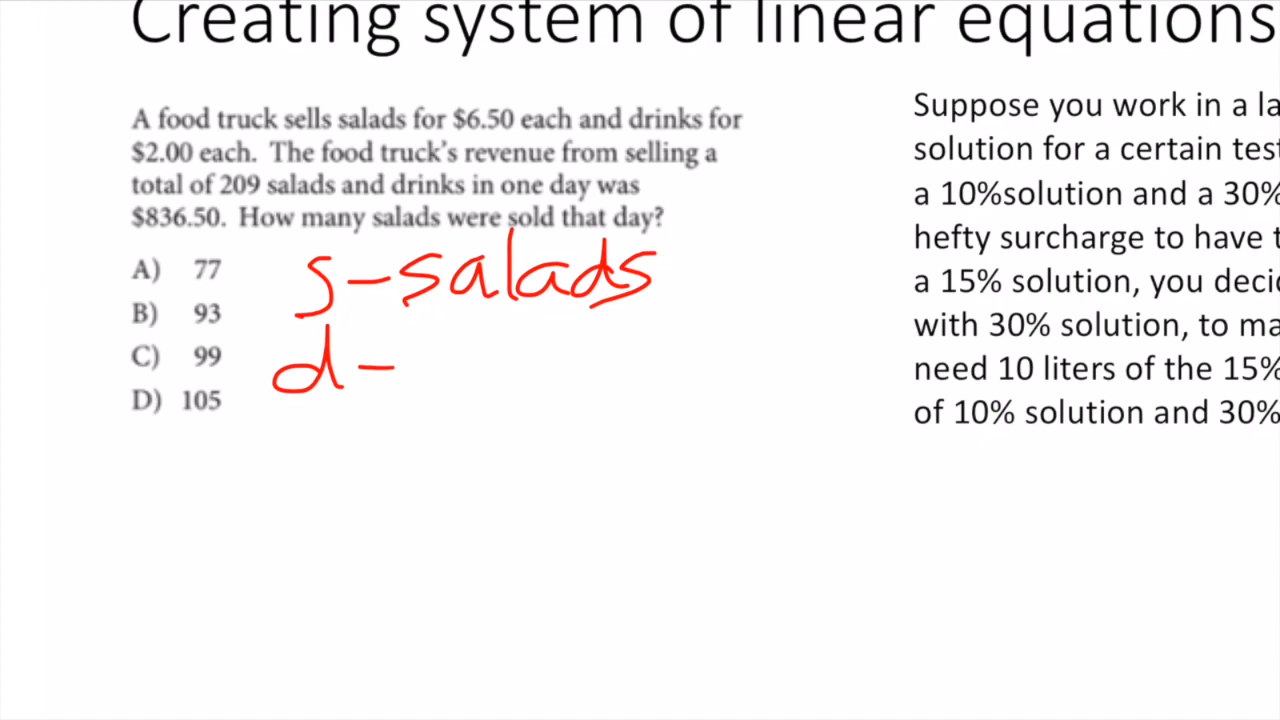 Creating system of linear equations
A food truck sells salads for $6.50 each and drinks for
$2.00 each. The food truck's revenue from selling a
total of 209 salads and drinks in one day was
$836.50. How many salads were sold that day?
A) 77
B) 93
C) 99
D) 105
s - salads
d -
Suppose you work in a la
solution for a certain test
a 10%solution and a 30%
hefty surcharge to have t
a 15% solution, you decid
with 30% solution, to ma
need 10 liters of the 15%
of 10% solution and 30%